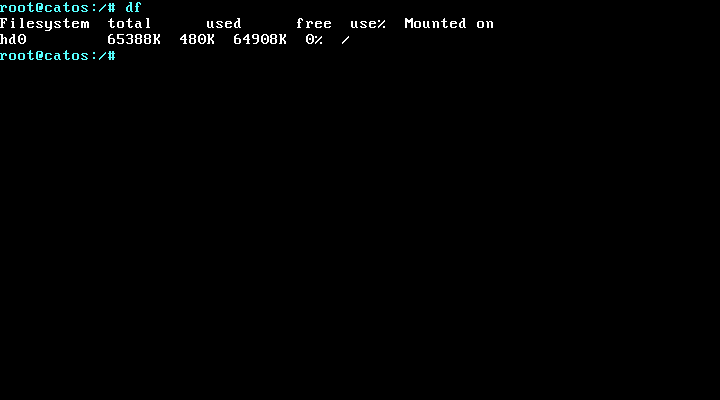 root@catos:/# df
Filesystem  total      used      free  use%  Mounted on
hd0         65388K  480K  64908K  0%  /
root@catos:/#